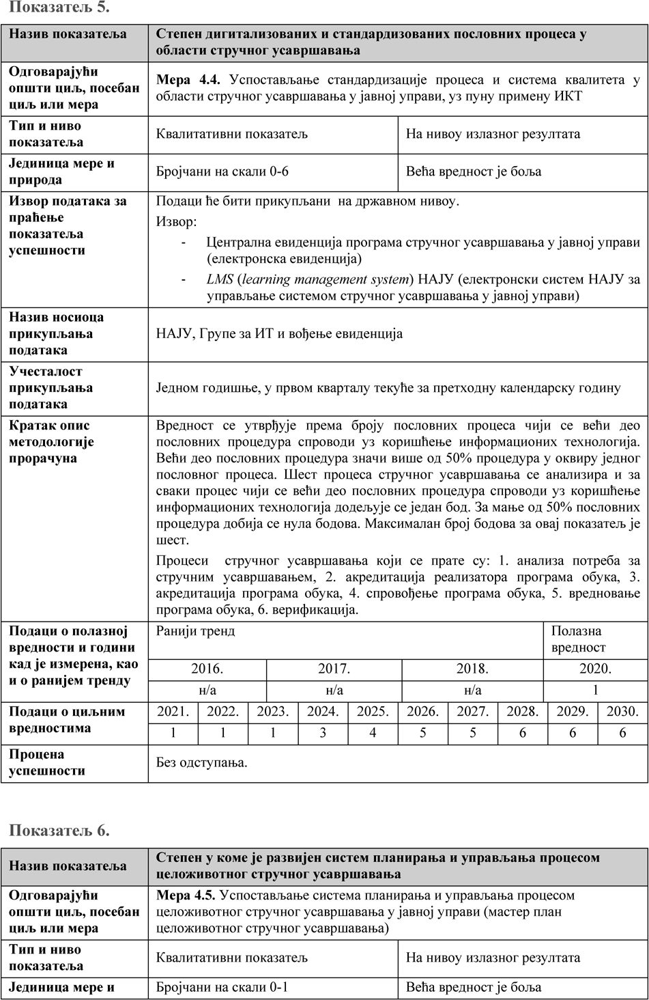 Показатељ 5.
Назив показатеља
Степен дигитализованих и стандардизованих пословних процеса у
области стручног усавршавања
Одговарајући
општи циљ, посебан
циљ или мера
Мера 4.4. Успостављање стандардизације процеса и система квалитета у
области стручног усавршавања у јавној управи, уз пуну примену ИКТ
Тип и ниво
показатеља
Квалитативни показатељ
На нивоу излазног резултата
Јединица мере и
природа
Бројчани на скали 0-6
Већа вредност је боља
Извор података за
праћење
показатеља
успешности
Подаци ће бити прикупљани на државном нивоу.
Извор:
- Централна евиденција програма стручног усавршавања у јавној управи
(електронска евиденција)
- LMS (learning management system) НАЈУ (електронски систем НАЈУ за
управљање системом стручног усавршавања у јавној управи)
Назив носиоца
прикупљања
података
НАЈУ, Групе за ИТ и вођење евиденција
Учесталост
прикупљања
података
Једном годишње, у првом кварталу текуће за претходну календарску годину
Кратак опис
методологије
прорачуна
Вредност се утврђује према броју пословних процеса чији се већи део
пословних процедура спроводи уз коришћење информационих технологија.
Већи део пословних процедура значи више од 50% процедура у оквиру једног
пословног процеса. Шест процеса стручног усавршавања се анализира и за
сваки процес чији се већи део пословних процедура спроводи уз коришћење
информационих технологија додељује се један бод. За мање од 50% пословних
процедура добија се нула бодова. Максималан број бодова за овај показатељ је
шест.
Процеси стручног усавршавања који се прате су: 1. анализа потреба за
стручним усавршавањем, 2. акредитација реализатора програма обука, 3.
акредитација програма обука, 4. спровођење програма обука, 5. вредновање
програма обука, 6. верификација.
Подаци о полазној
вредности и години
кад је измерена, као
и о ранијем тренду
Ранији тренд
Полазна
вредност
2016. 2017. 2018. 2020.
н/а н/а н/а 1
Подаци о циљним
вредностима
2021. 2022. 2023. 2024. 2025. 2026. 2027. 2028. 2029. 2030.
1 1 1 3 4 5 5 6 6 6
Процена
успешности
Без одступања.
Показатељ 6.
Назив показатеља
Степен у коме је развијен систем планирања и управљања процесом
целоживотног стручног усавршавања
Одговарајући
општи циљ, посебан
циљ или мера
Мера 4.5. Успостављање система планирања и управљања процесом
целоживотног стручног усавршавања у јавној управи (мастер план
целоживотног стручног усавршавања)
Тип и ниво
показатеља
Квалитативни показатељ
На нивоу излазног резултата
Јединица мере и
Бројчани на скали 0-1
Већа вредност је боља